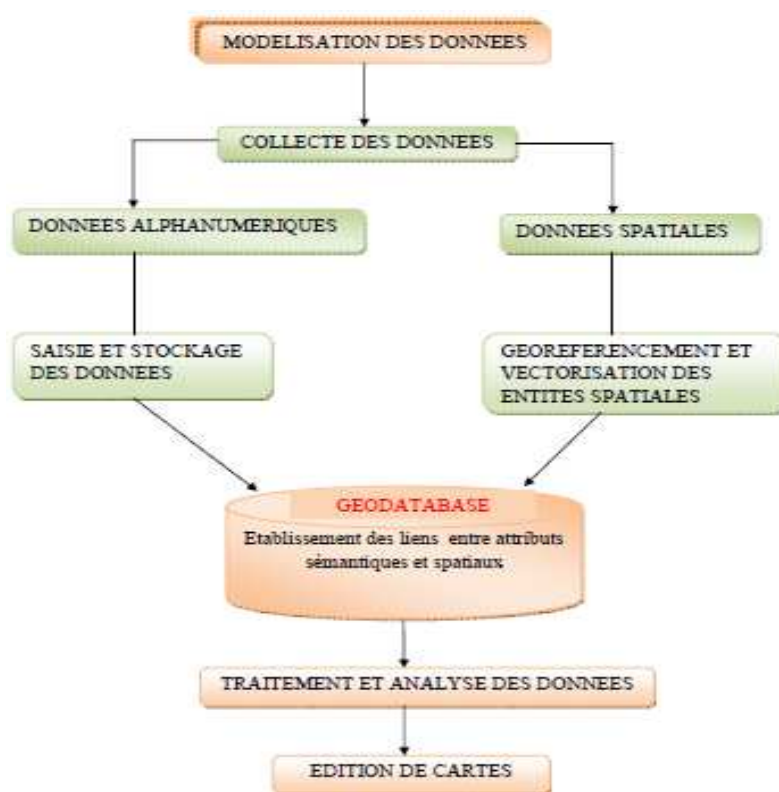 MODELISATION DES DONNEES
COLLECTE DES DONNEES
DONNEES ALPHANUMERIQUES
DONNEES SPATIALES
SAISIE ET STOCKAGE
DES DONNEES
GEOREFERENCEMENT ET
VECTORISATION DES
ENTITES SPATIALES
GEODATABASE
Etablissement des liens entre attributs
sémantiques et spatiaux
TRAITEMENT ET ANALYSE DES DONNEES
EDITION DE CARTES